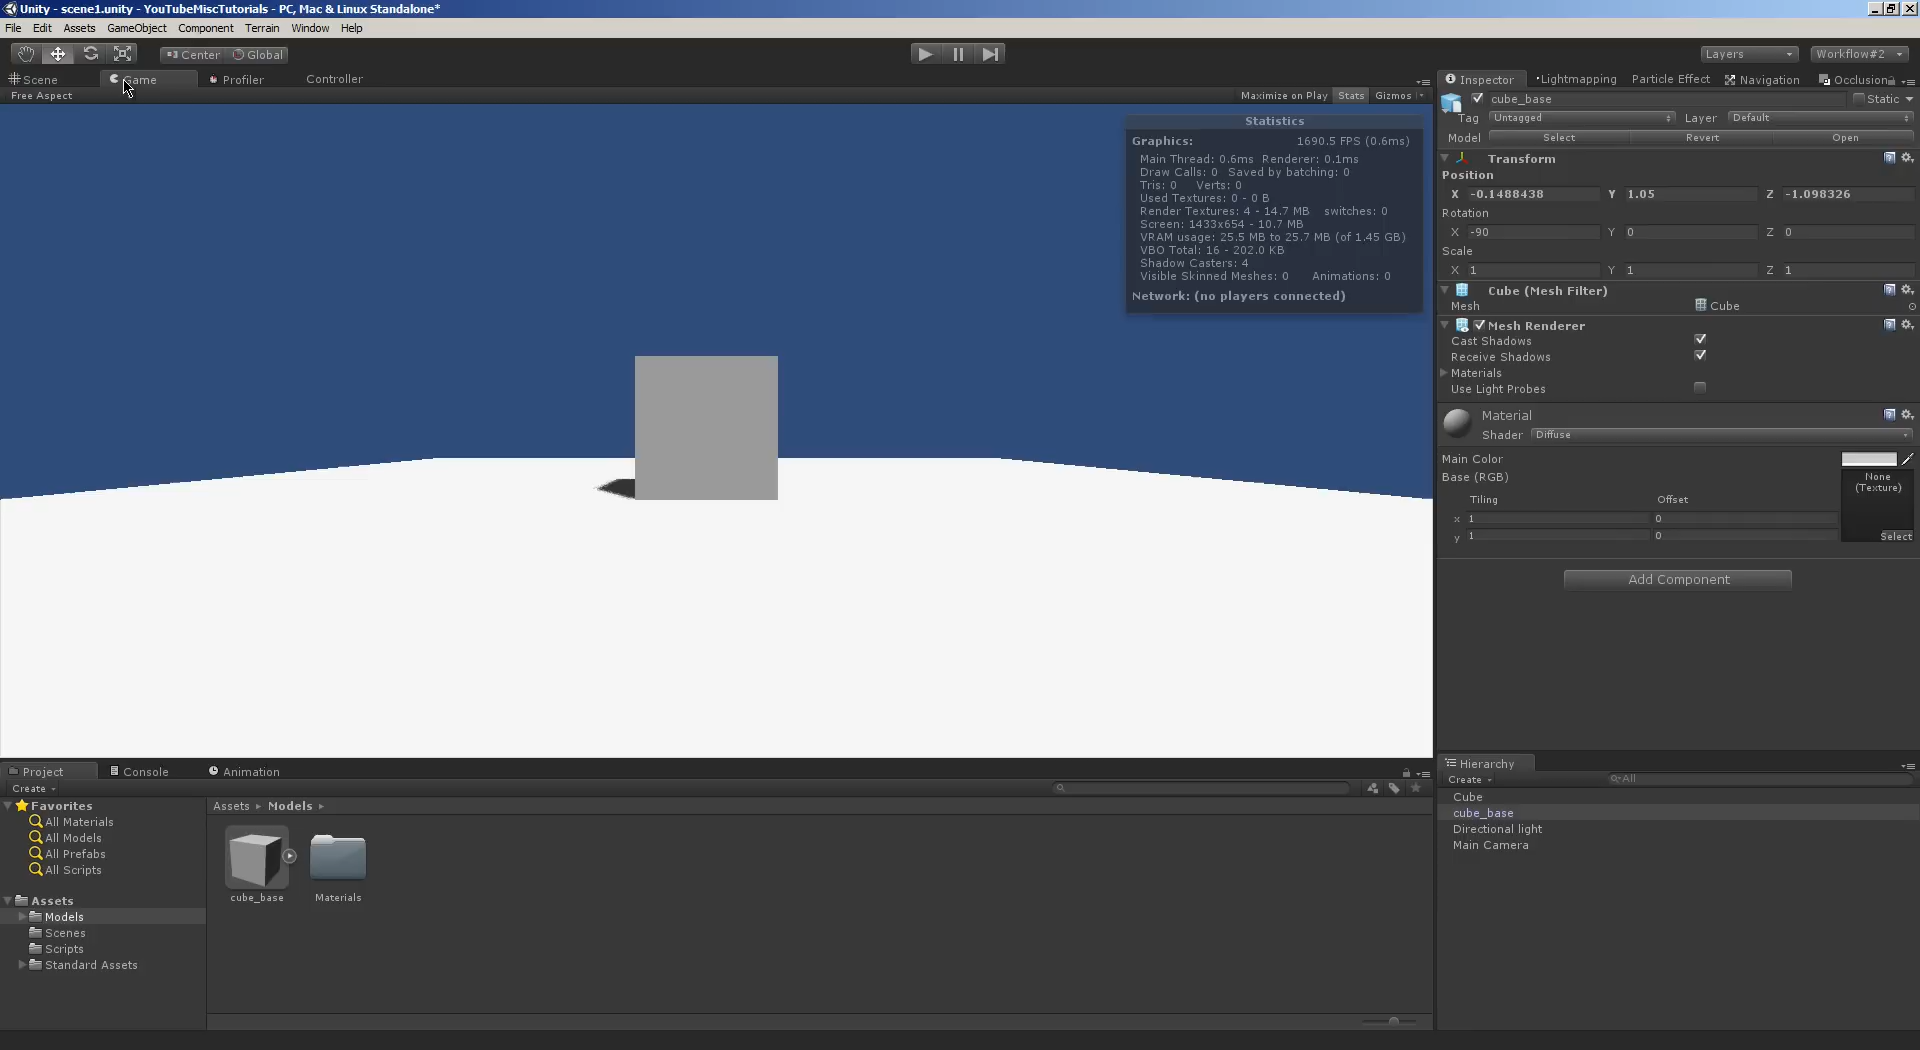 Unity - scene1.unity - YouTubeMiscTutorials - PC, Mac & Linux Standalone*
File Edit Assets GameObject Component Terrain Window Help
Center Global Layers Workflow#2
Scene Game Profiler Controller
Free Aspect Maximize on Play Stats Gizmos
Statistics
Graphics: 1690.5 FPS (0.6ms)
Main Thread: 0.6ms Renderer: 0.1ms
Draw Calls: 0 Saved by batching: 0
Tris: 0 Verts: 0
Used Textures: 0 - 0 B
Render Textures: 4 - 14.7 MB switches: 0
Screen: 1433x654 - 10.7 MB
VRAM usage: 25.5 MB to 25.7 MB (of 1.45 GB)
VBO Total: 16 - 202.0 KB
Shadow Casters: 4
Visible Skinned Meshes: 0 Animations: 0
Network: (no players connected)
Inspector Lightmapping Particle Effect Navigation Occlusion
cube_base Static
Tag Untagged Layer Default
Model Select Revert Open
Transform
Position
X -0.1488438 Y 1.05 Z -1.098326
Rotation
X -90 Y 0 Z 0
Scale
X 1 Y 1 Z 1
Cube (Mesh Filter)
Mesh Cube
Mesh Renderer
Cast Shadows
Receive Shadows
Materials
Use Light Probes
Material
Shader Diffuse
Main Color
Base (RGB) None
(Texture)
Tiling Offset
x 1 0
y 1 0
Select
Add Component
Project Console Animation
Create
Favorites
All Materials
All Models
All Prefabs
All Scripts
Assets
Models
Scenes
Scripts
Standard Assets
Assets Models
cube_base Materials
Hierarchy
Create All
Cube
cube_base
Directional light
Main Camera